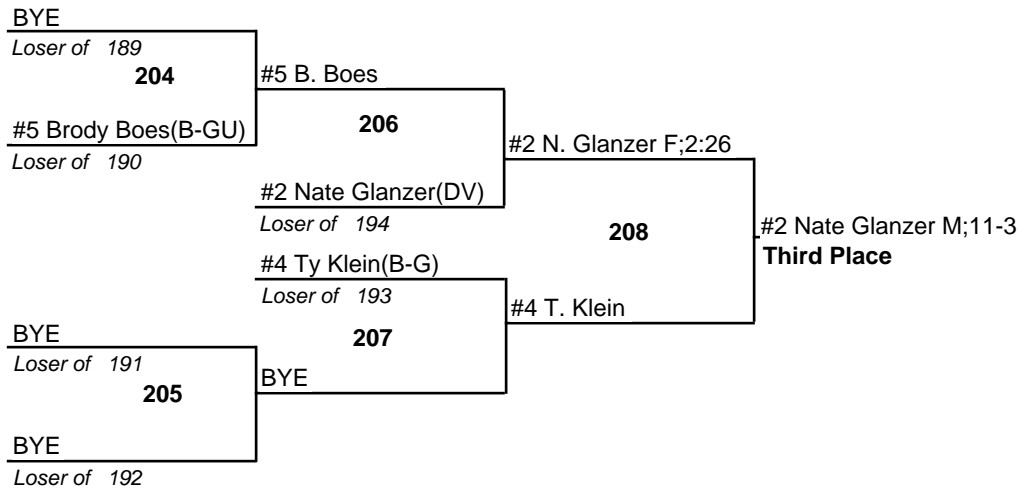 BYE
Loser of 189
204
#5 B. Boes
#5 Brody Boes(B-GU)
Loser of 190
206
#2 N. Glanzer F;2:26
#2 Nate Glanzer(DV)
Loser of 194
208
#2 Nate Glanzer M;11-3
Third Place
#4 Ty Klein(B-G)
Loser of 193
#4 T. Klein
207
BYE
Loser of 191
205
BYE
BYE
Loser of 192